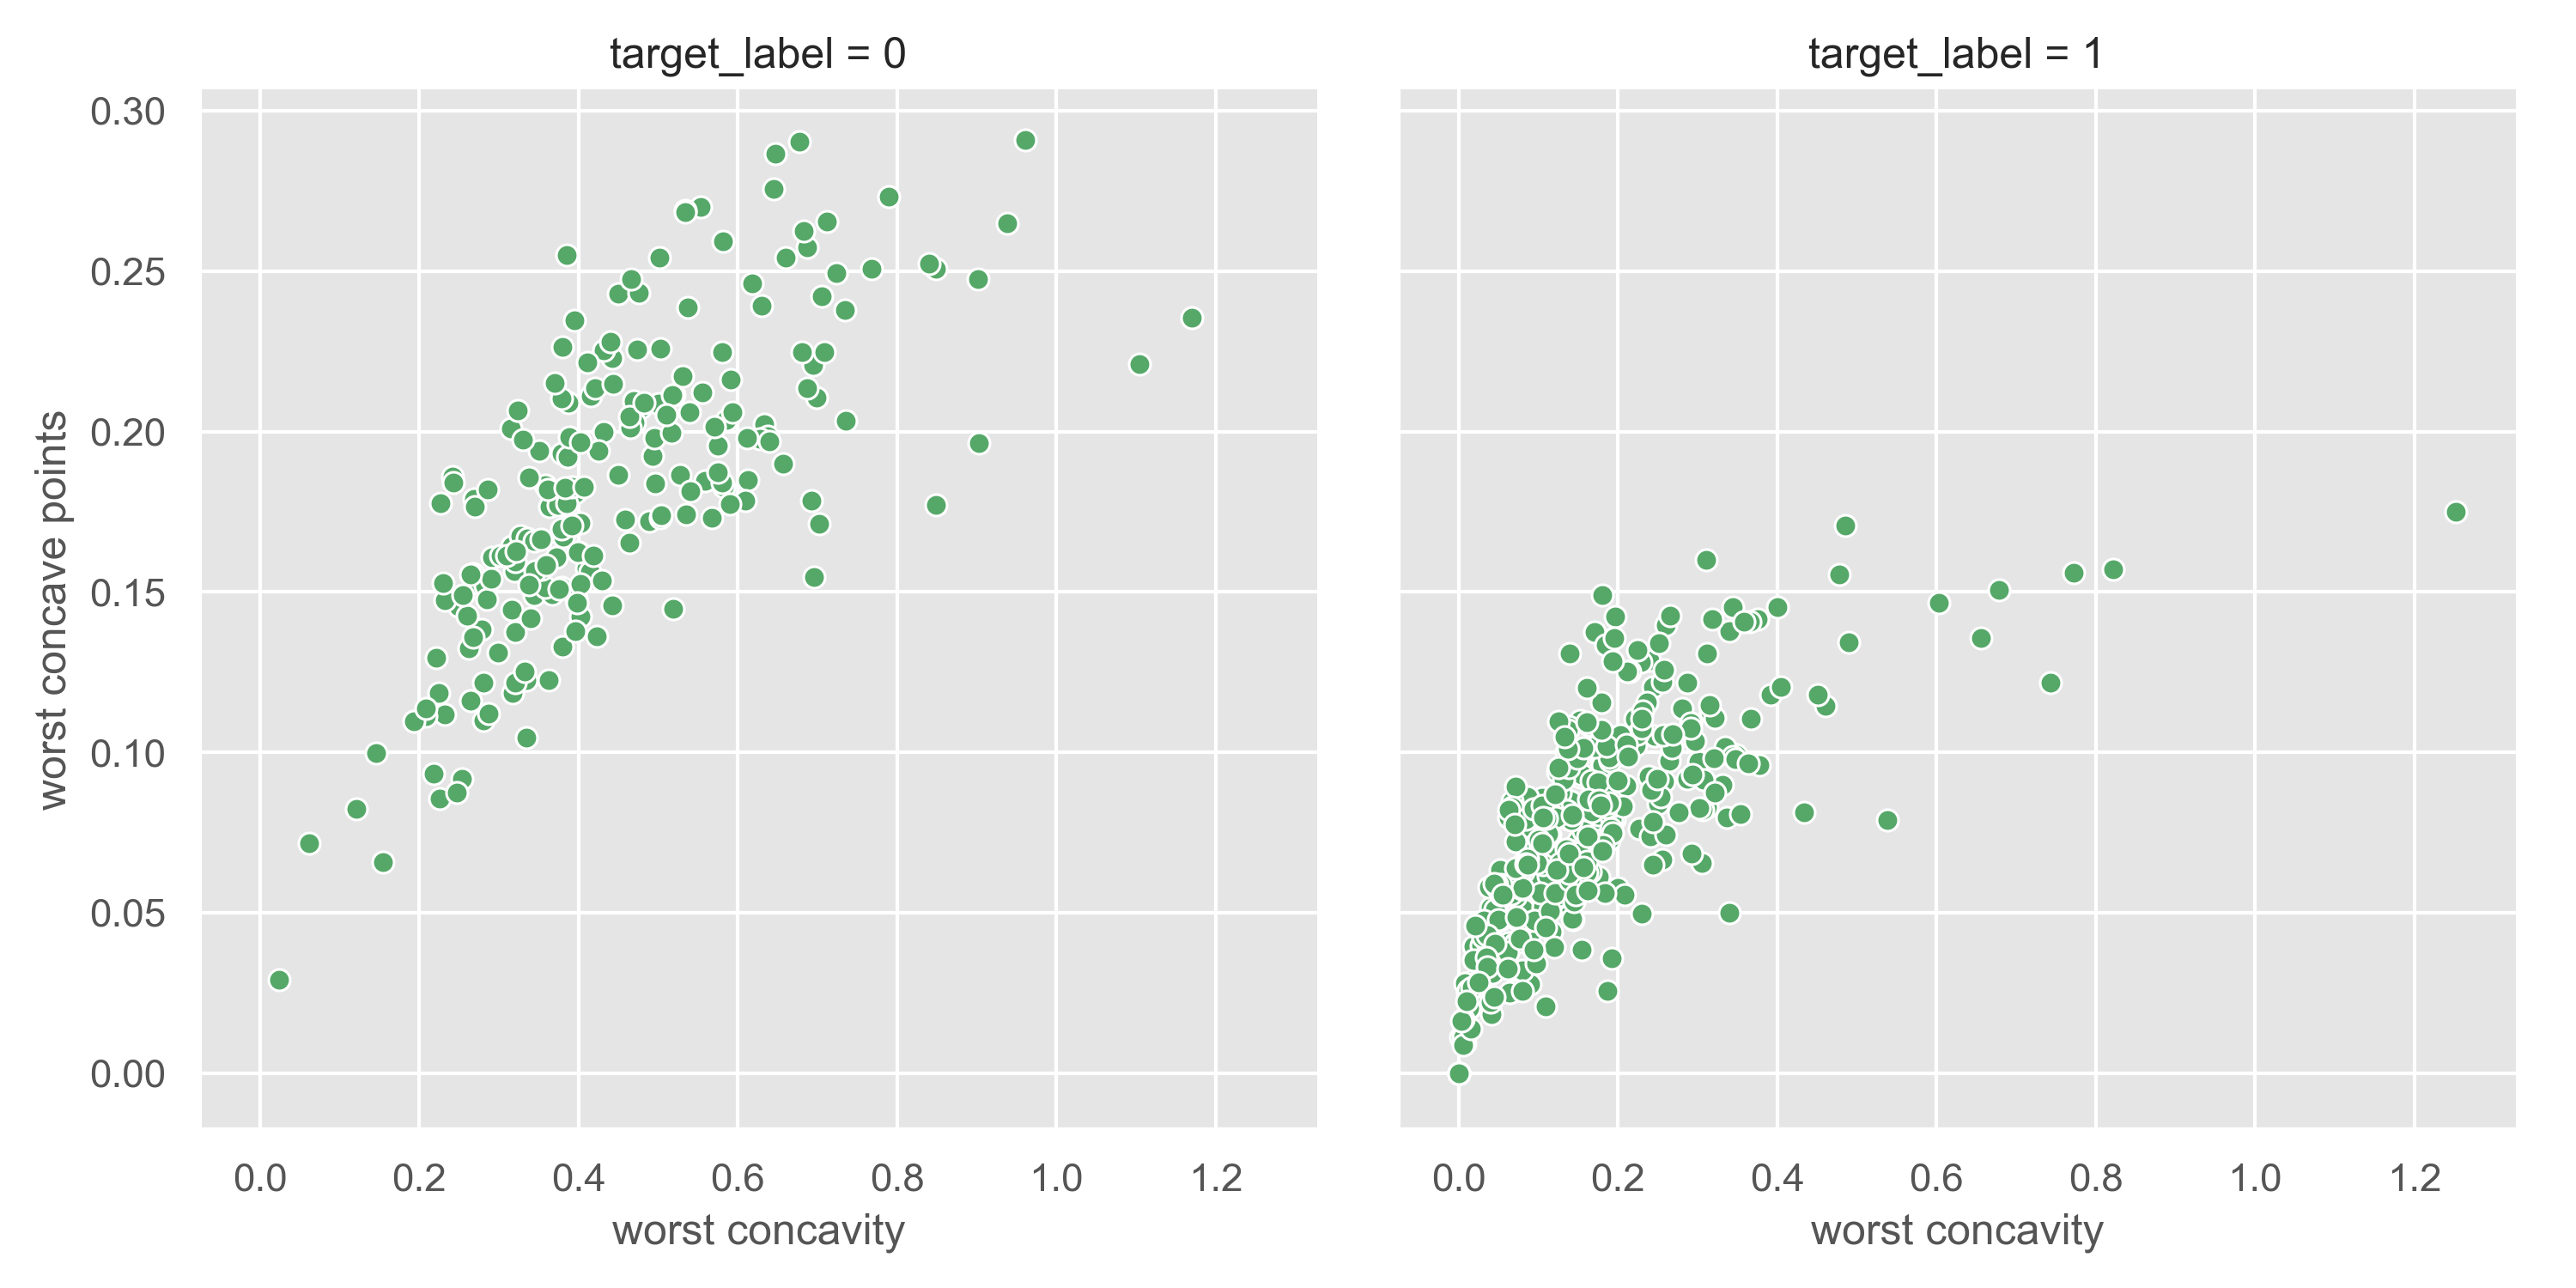 target_label = 0
target_label = 1
0.30
0.25
0.20
0.15
0.10
0.05
0.00
worst concave points
0.0 0.2 0.4 0.6 0.8 1.0 1.2
0.0 0.2 0.4 0.6 0.8 1.0 1.2
worst concavity
worst concavity